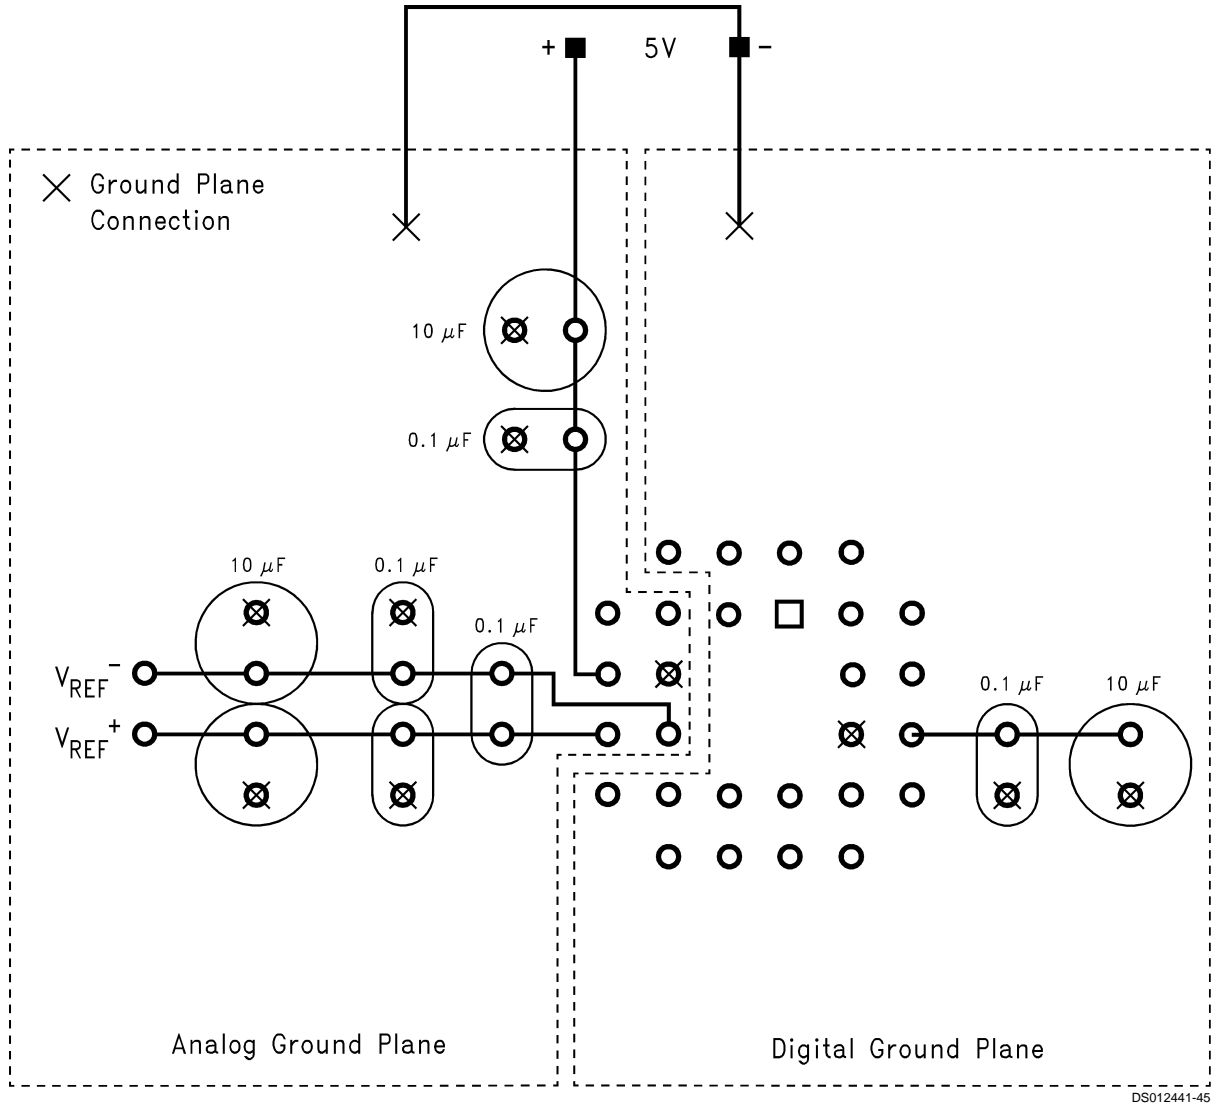 + 5V -
Ground Plane
Connection
10 µF
0.1 µF
10 µF
0.1 µF
0.1 µF
VREF-
VREF+
0.1 µF
10 µF
Analog Ground Plane
Digital Ground Plane
DS012441-45